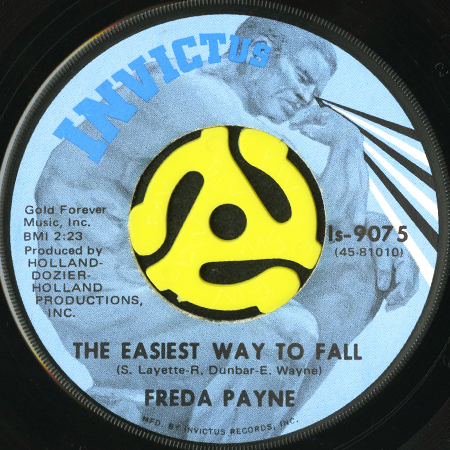 INVICTUS
Gold Forever
Music, Inc.
BMI 2:23
Produced by
HOLLAND-
DOZIER-
HOLLAND
PRODUCTIONS,
INC.
Is-9075
(45-81010)
THE EASIEST WAY TO FALL
(S. Layette-R. Dunbar-E. Wayne)
FREDA PAYNE
MFD. BY INVICTUS RECORDS, INC.